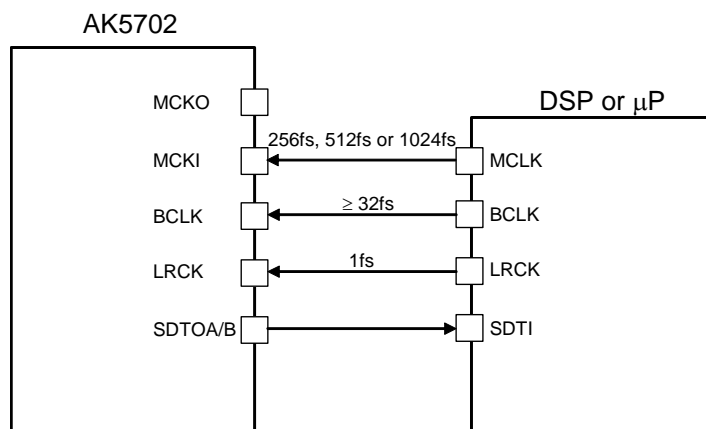 AK5702
DSP or μP
MCKO
256fs, 512fs or 1024fs
MCKI
MCLK
≥ 32fs
BCLK
BCLK
1fs
LRCK
LRCK
SDTOA/B
SDTI